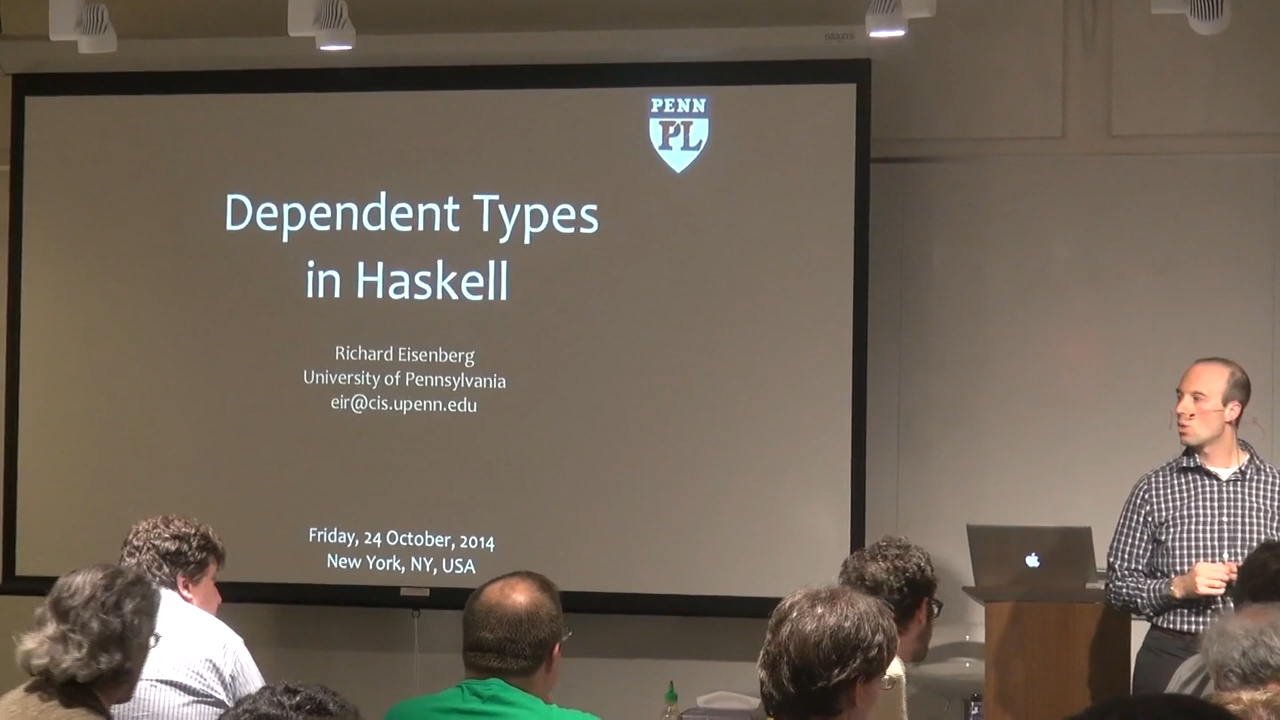 PENN
PL
Dependent Types
in Haskell
Richard Eisenberg
University of Pennsylvania
eir@cis.upenn.edu
Friday, 24 October, 2014
New York, NY, USA